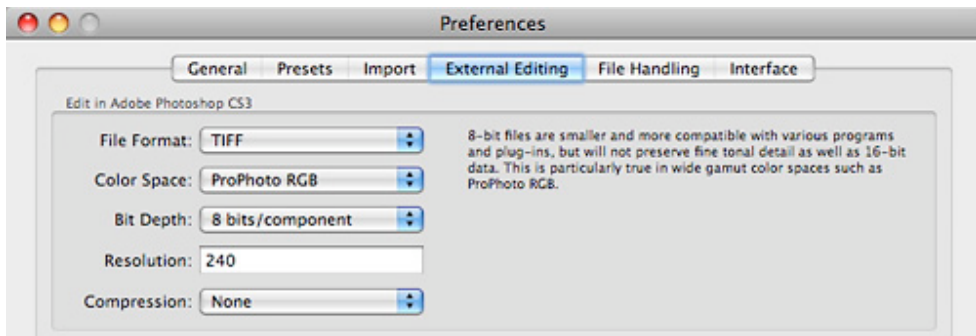 Preferences
General Presets Import External Editing File Handling Interface
Edit in Adobe Photoshop CS3
File Format: TIFF
Color Space: ProPhoto RGB
Bit Depth: 8 bits/component
Resolution: 240
Compression: None
8-bit files are smaller and more compatible with various programs
and plug-ins, but will not preserve fine tonal detail as well as 16-bit
data. This is particularly true in wide gamut color spaces such as
ProPhoto RGB.